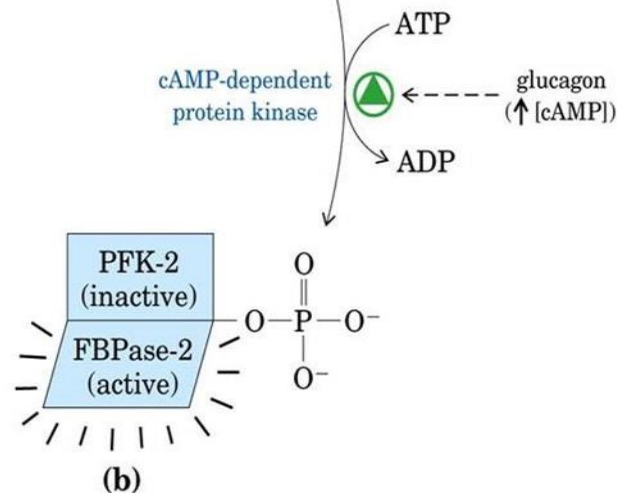 ATP
cAMP-dependent
protein kinase
glucagon
(↑ [cAMP])
ADP
PFK-2
(inactive)
FBPase-2
(active)
O
O—P—O⁻
O⁻
(b)